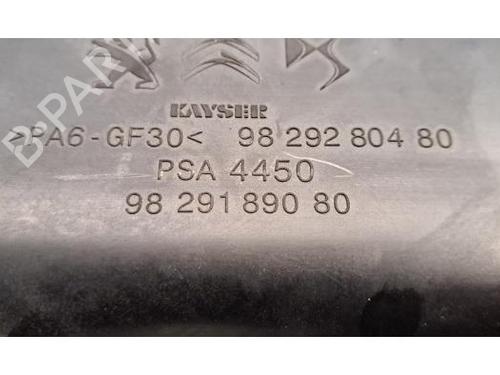 KAYSER
>PA6-GF30< 98 292 804 80
PSA 4450
98 291 890 80
B-PARTS